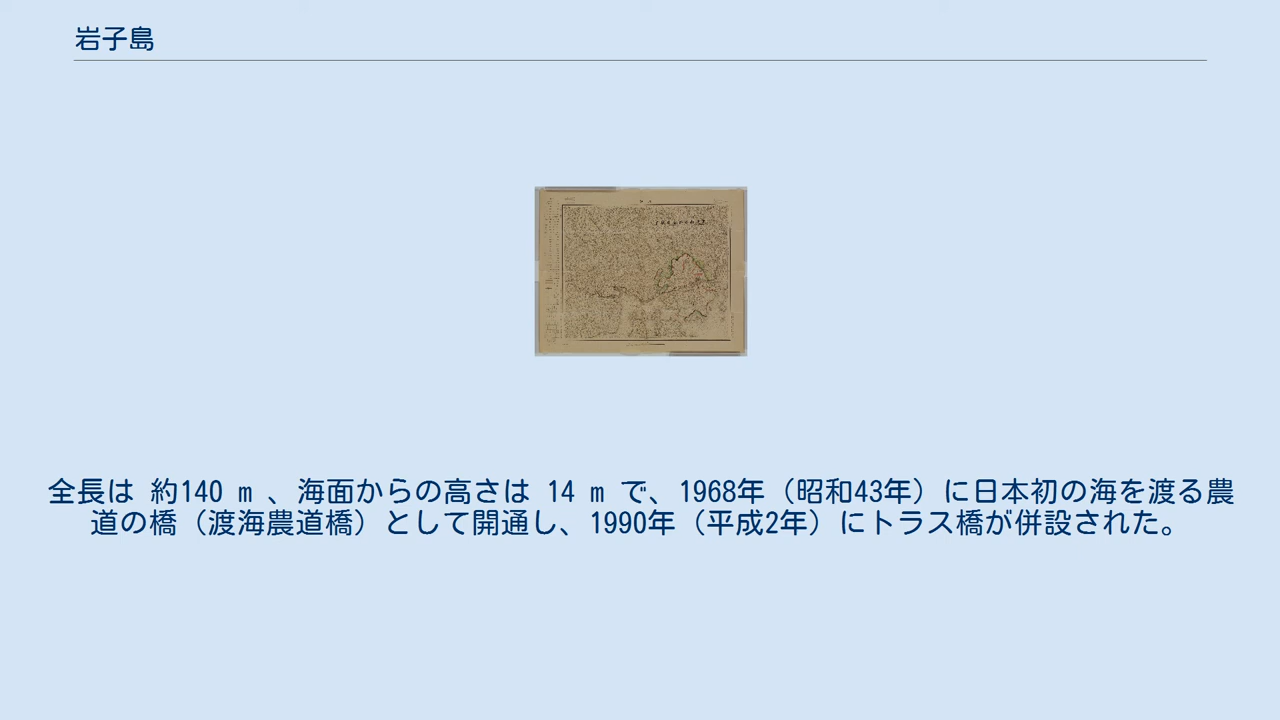 岩子島
全長は 約140 m 、海面からの高さは 14 m で、1968年（昭和43年）に日本初の海を渡る農
道の橋（渡海農道橋）として開通し、1990年（平成2年）にトラス橋が併設された。